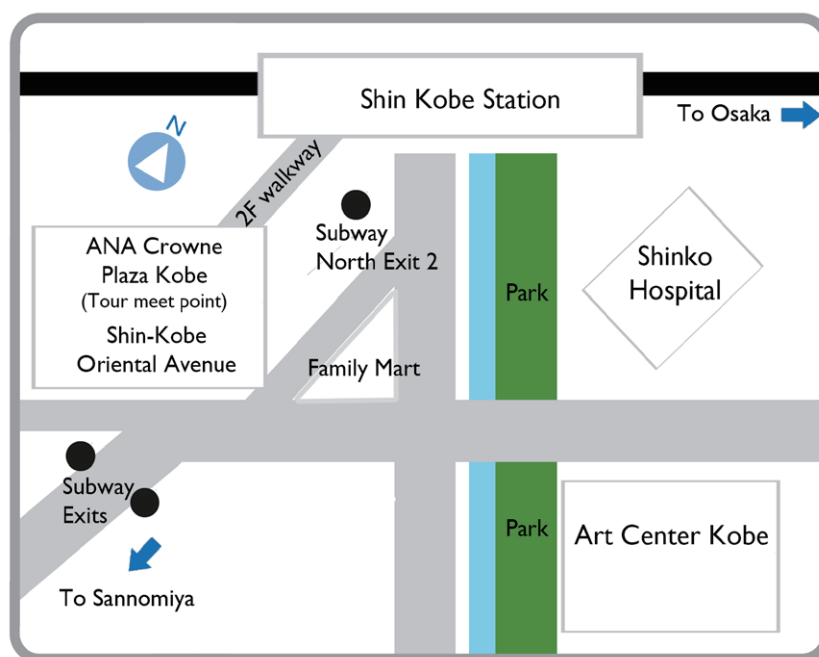 Shin Kobe Station
To Osaka
N
2F walkway
ANA Crowne
Plaza Kobe
(Tour meet point)
Shin-Kobe
Oriental Avenue
Subway
North Exit 2
Park
Shinko
Hospital
Family Mart
Subway
Exits
Park
Art Center Kobe
To Sannomiya